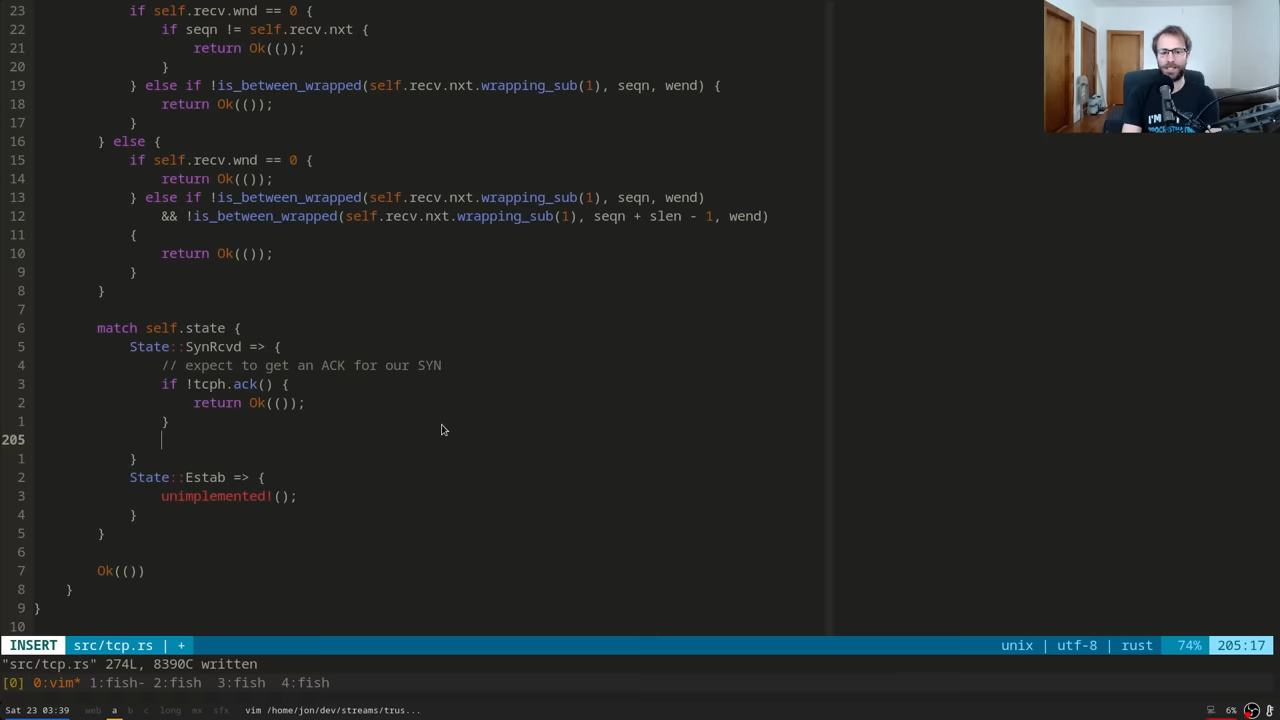 23             if self.recv.wnd == 0 {
22                 if seqn != self.recv.nxt {
21                     return Ok(());
20                 }
19             } else if !is_between_wrapped(self.recv.nxt.wrapping_sub(1), seqn, wend) {
18                 return Ok(());
17             }
16         } else {
15             if self.recv.wnd == 0 {
14                 return Ok(());
13             } else if !is_between_wrapped(self.recv.nxt.wrapping_sub(1), seqn, wend)
12                 && !is_between_wrapped(self.recv.nxt.wrapping_sub(1), seqn + slen - 1, wend)
11             {
10                 return Ok(());
9             }
8         }
7
6         match self.state {
5             State::SynRcvd => {
4                 // expect to get an ACK for our SYN
3                 if !tcph.ack() {
2                     return Ok(());
1                 }
205
1             }
2             State::Estab => {
3                 unimplemented!();
4             }
5         }
6
7         Ok(())
8     }
9 }
10
INSERT src/tcp.rs | + unix | utf-8 | rust 74% 205:17
"src/tcp.rs" 274L, 8390C written
[0] 0:vim* 1:fish- 2:fish 3:fish 4:fish
Sat 23 03:39 web a b c long mx sfx vim /home/jon/dev/streams/trus... 6%
I'M